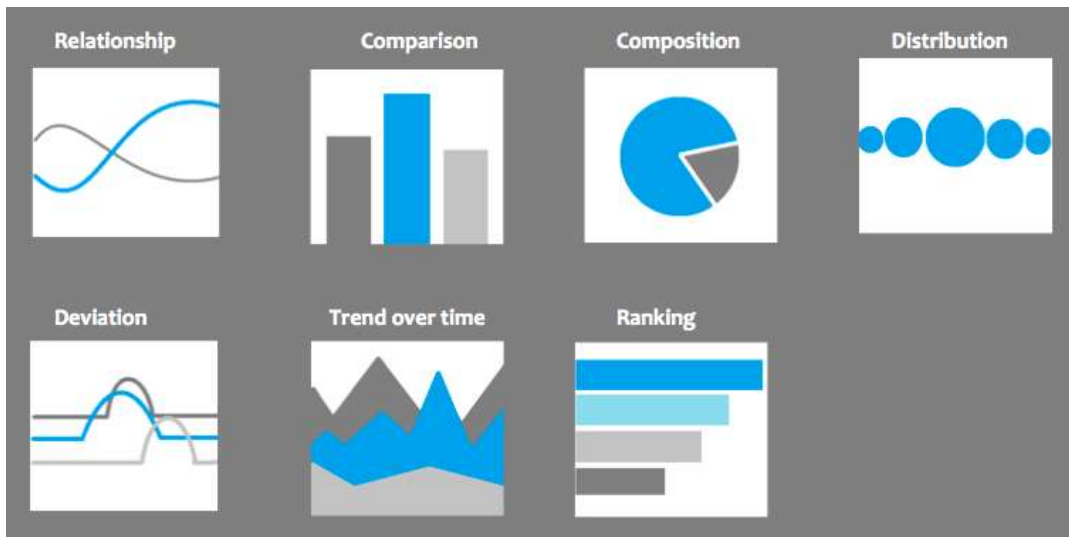 Relationship
Comparison
Composition
Distribution
Deviation
Trend over time
Ranking